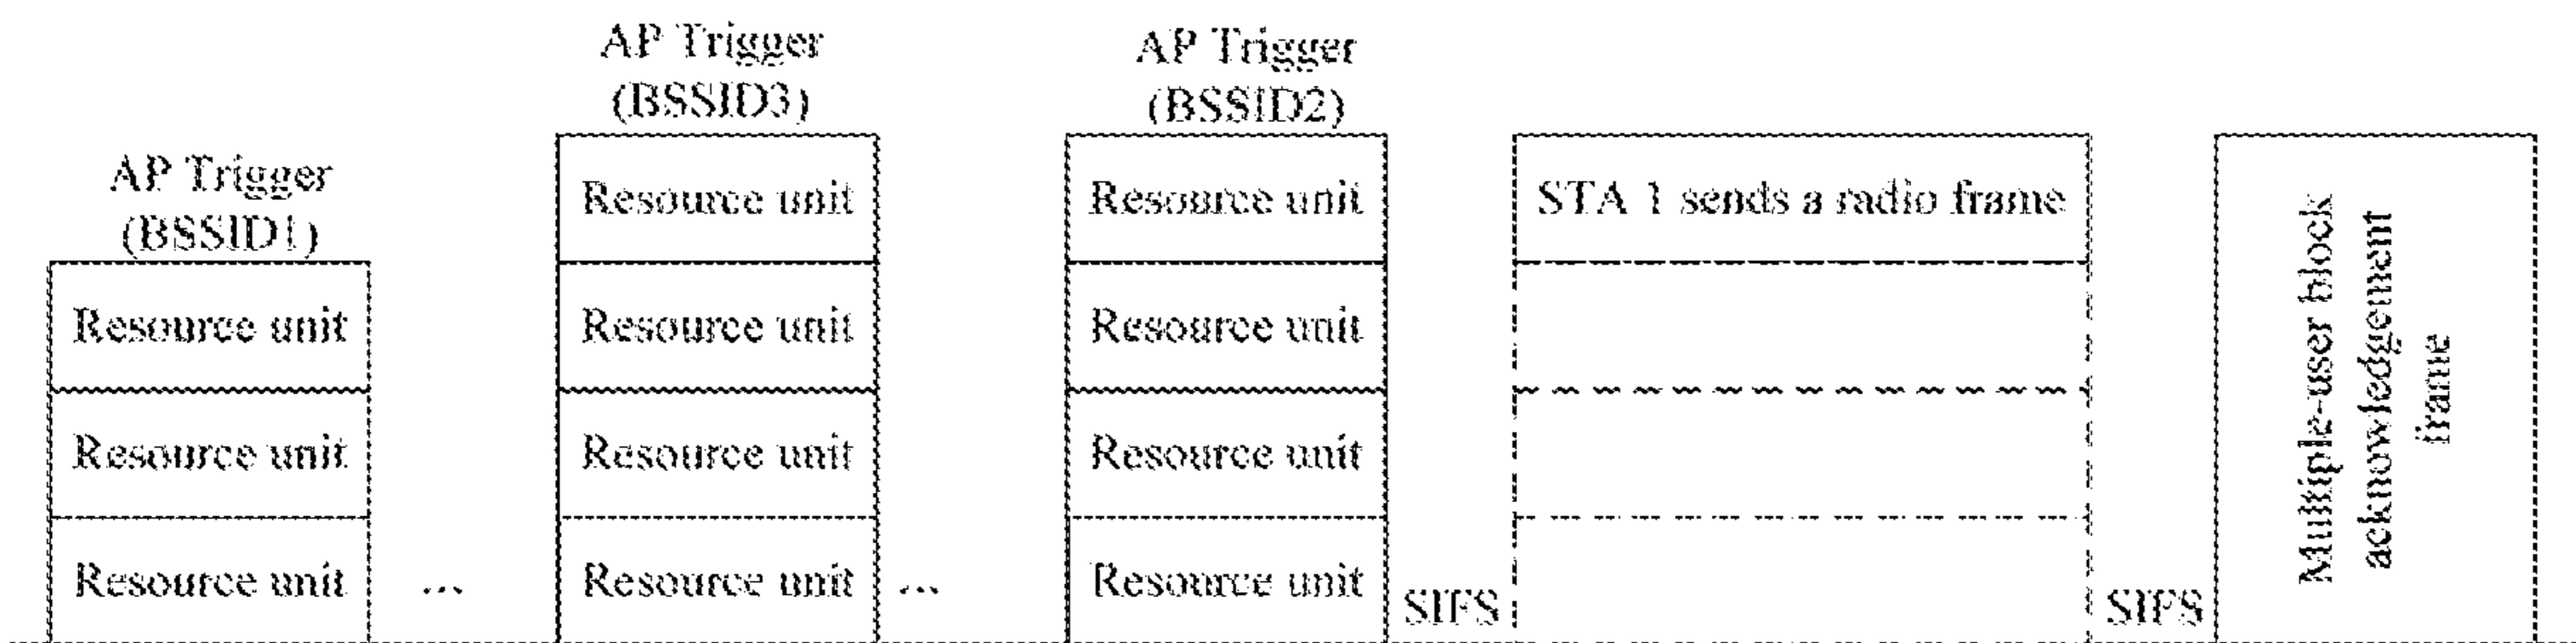 AP Trigger
(BSSID1)
Resource unit
Resource unit
Resource unit
...
AP Trigger
(BSSID3)
Resource unit
Resource unit
Resource unit
Resource unit
...
AP Trigger
(BSSID2)
Resource unit
Resource unit
Resource unit
Resource unit
SIFS
STA 1 sends a radio frame
SIFS
Multiple-user block
acknowledgement
frame